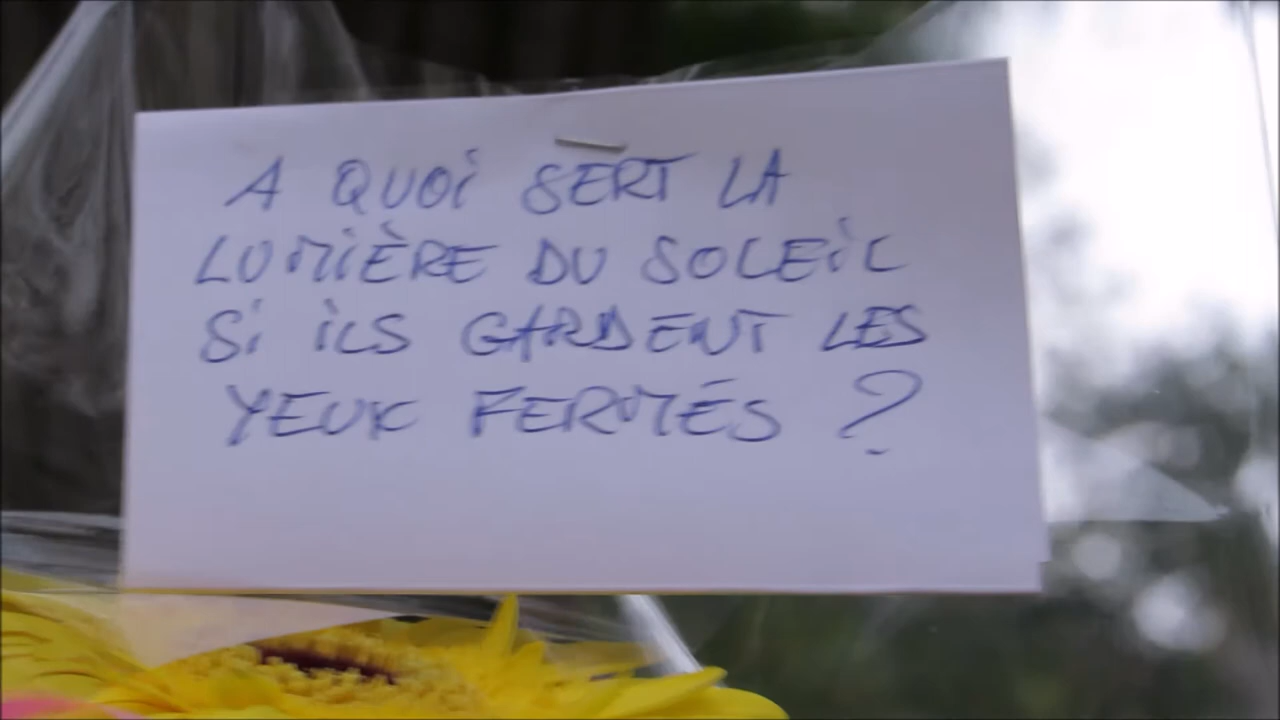 A QUOI SERT LA
LUMIÈRE DU SOLEIL
SI ILS GARDENT LES
YEUX FERMÉS ?